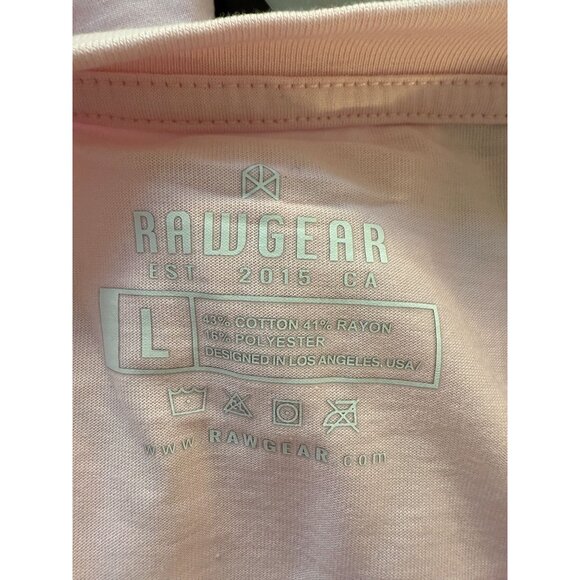 RAWGEAR
EST. 2015 CA
L
43% COTTON 41% RAYON
16% POLYESTER
DESIGNED IN LOS ANGELES, USA/
www.RAWGEAR.com